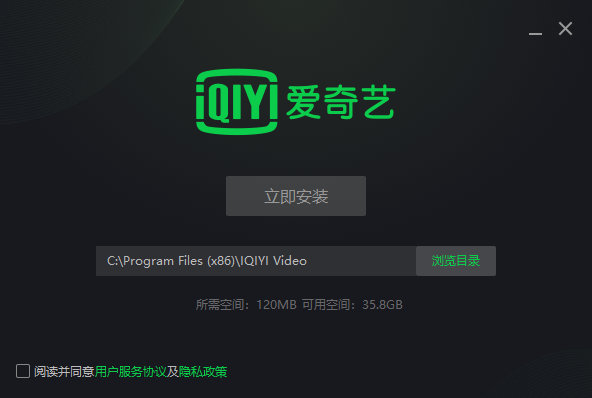 iQIYI 爱奇艺
立即安装
C:\Program Files (x86)\IQIYI Video 浏览目录
所需空间：120MB 可用空间：35.8GB
阅读并同意用户服务协议及隐私政策